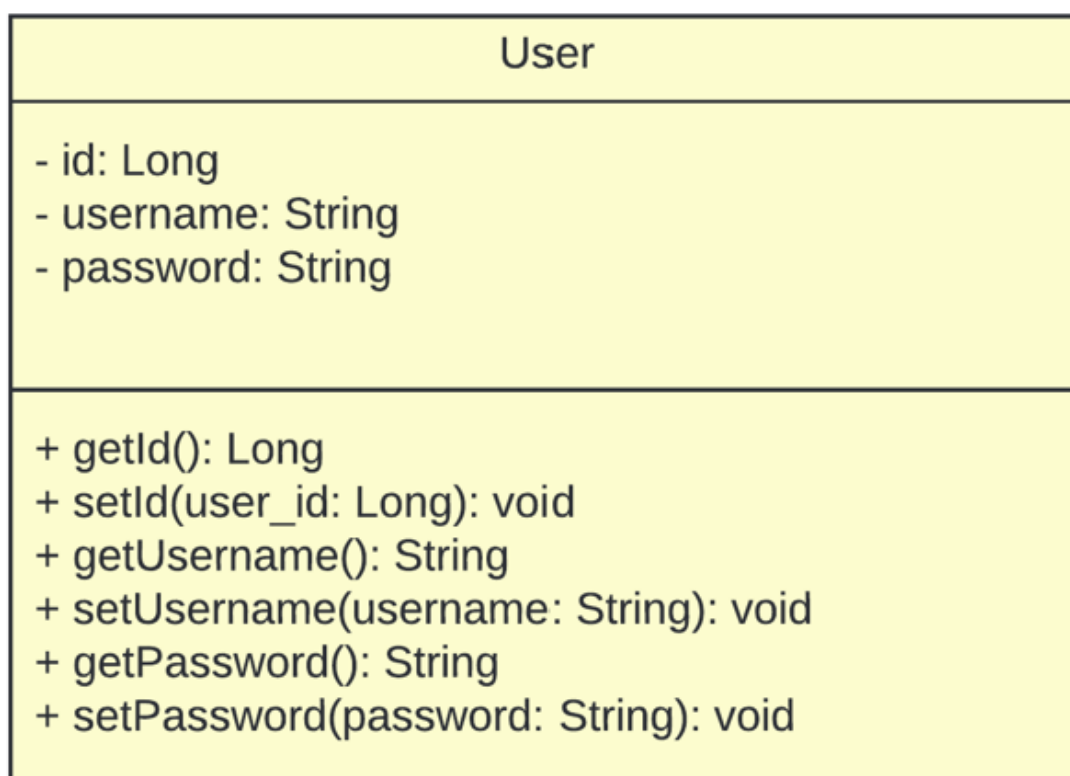 User
- id: Long
- username: String
- password: String
+ getId(): Long
+ setId(user_id: Long): void
+ getUsername(): String
+ setUsername(username: String): void
+ getPassword(): String
+ setPassword(password: String): void